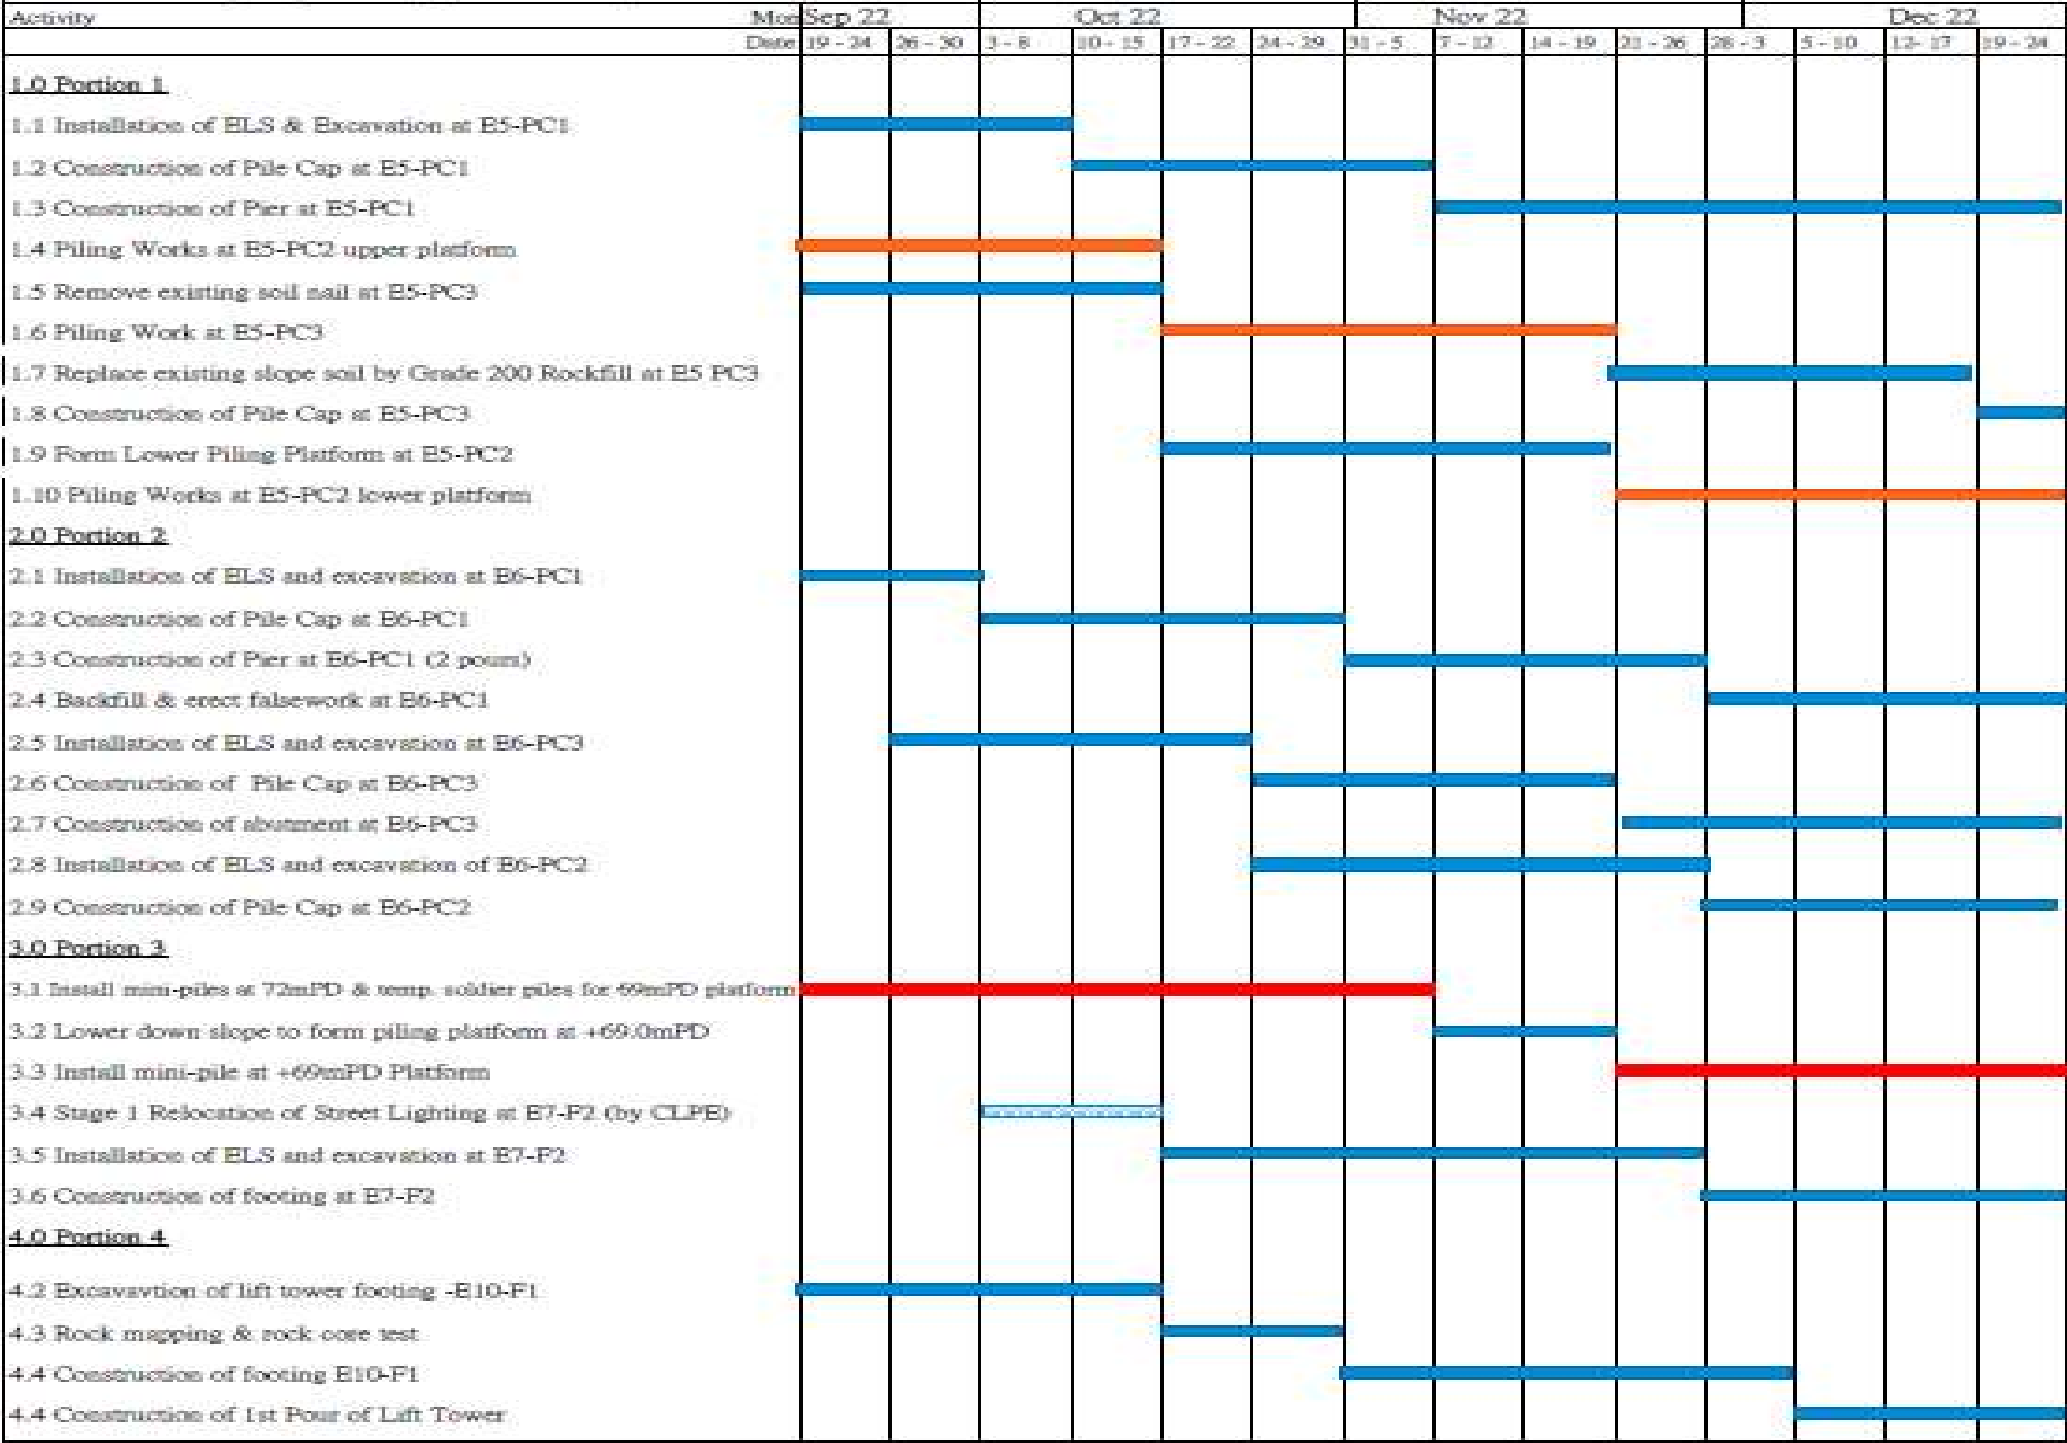 Activity Mon Sep 22 Oct 22 Nov 22 Dec 22
Date 19 - 24 26 - 30 3 - 8 10 - 15 17 - 22 24 - 29 31 - 5 7 - 12 14 - 19 21 - 26 28 - 3 5 - 10 12- 17 19 - 24
1.0 Portion 1
1.1 Installation of ELS & Excavation at E5-PC1
1.2 Construction of Pile Cap at E5-PC1
1.3 Construction of Pier at E5-PC1
1.4 Piling Works at E5-PC2 upper platform
1.5 Remove existing soil nail at E5-PC3
1.6 Piling Work at E5-PC3
1.7 Replace existing slope soil by Grade 200 Rockfill at E5 PC3
1.8 Construction of Pile Cap at E5-PC3
1.9 Form Lower Piling Platform at E5-PC2
1.10 Piling Works at E5-PC2 lower platform
2.0 Portion 2
2.1 Installation of ELS and excavation at E6-PC1
2.2 Construction of Pile Cap at E6-PC1
2.3 Construction of Pier at E6-PC1 (2 pours)
2.4 Backfill & erect falsework at E6-PC1
2.5 Installation of ELS and excavation at E6-PC3
2.6 Construction of Pile Cap at E6-PC3
2.7 Construction of abutment at E6-PC3
2.8 Installation of ELS and excavation of E6-PC2
2.9 Construction of Pile Cap at E6-PC2
3.0 Portion 3
3.1 Install mini-piles at 72mPD & temp. soldier piles for 69mPD platform
3.2 Lower down slope to form piling platform at +69.0mPD
3.3 Install mini-pile at +69mPD Platform
3.4 Stage 1 Relocation of Street Lighting at E7-F2 (by CLPE)
3.5 Installation of ELS and excavation at E7-F2
3.6 Construction of footing at E7-F2
4.0 Portion 4
4.2 Excavavtion of lift tower footing -E10-F1
4.3 Rock mapping & rock core test
4.4 Construction of footing E10-F1
4.4 Construction of 1st Pour of Lift Tower